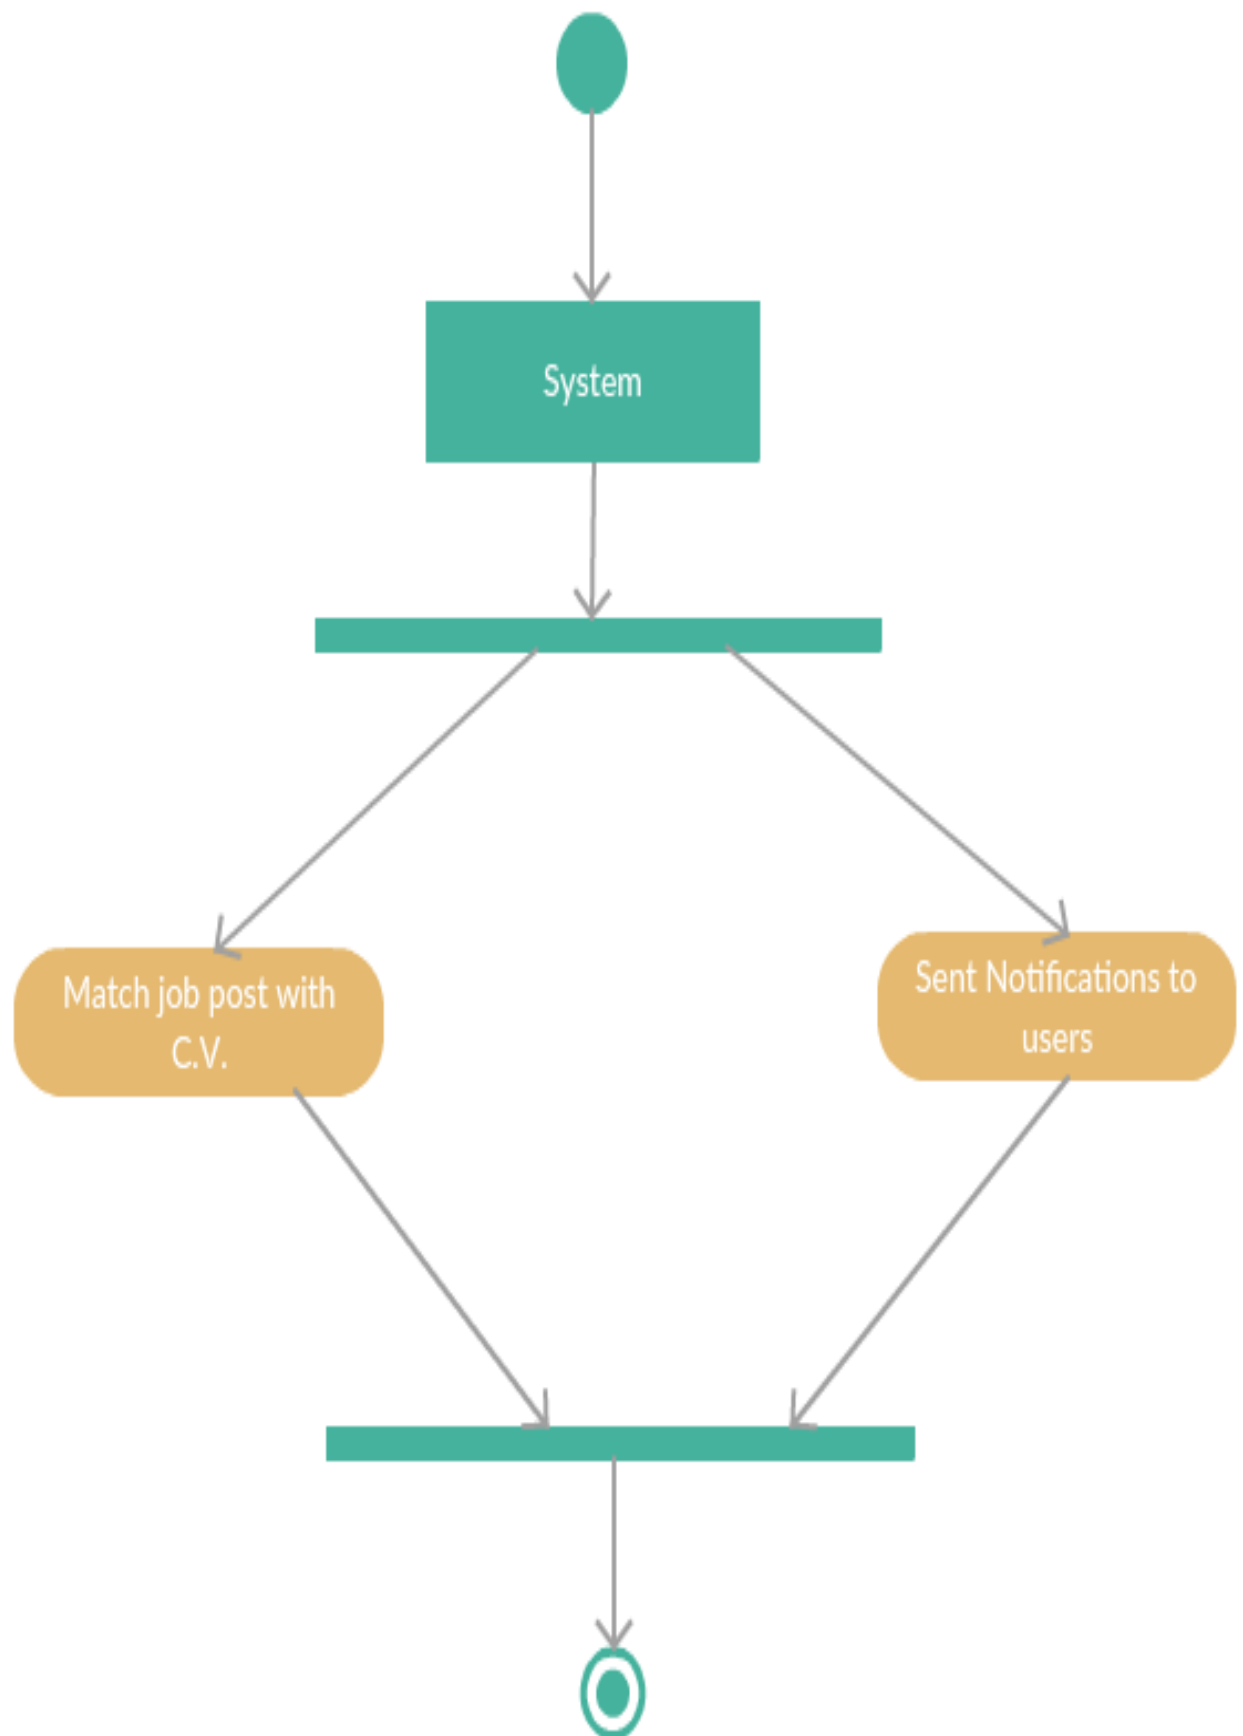 System
Match job post with
C.V.
Sent Notifications to
users